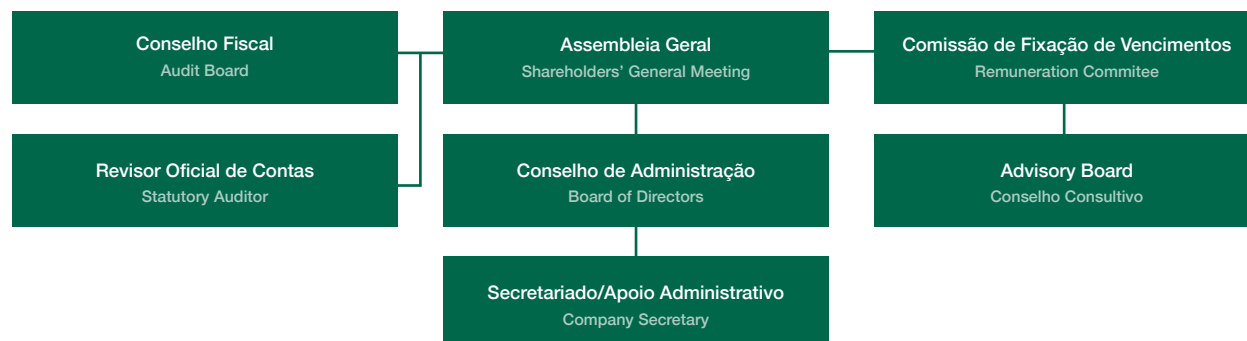 Conselho Fiscal
Audit Board
Assembleia Geral
Shareholders' General Meeting
Comissão de Fixação de Vencimentos
Remuneration Commitee
Revisor Oficial de Contas
Statutory Auditor
Conselho de Administração
Board of Directors
Advisory Board
Conselho Consultivo
Secretariado/Apoio Administrativo
Company Secretary